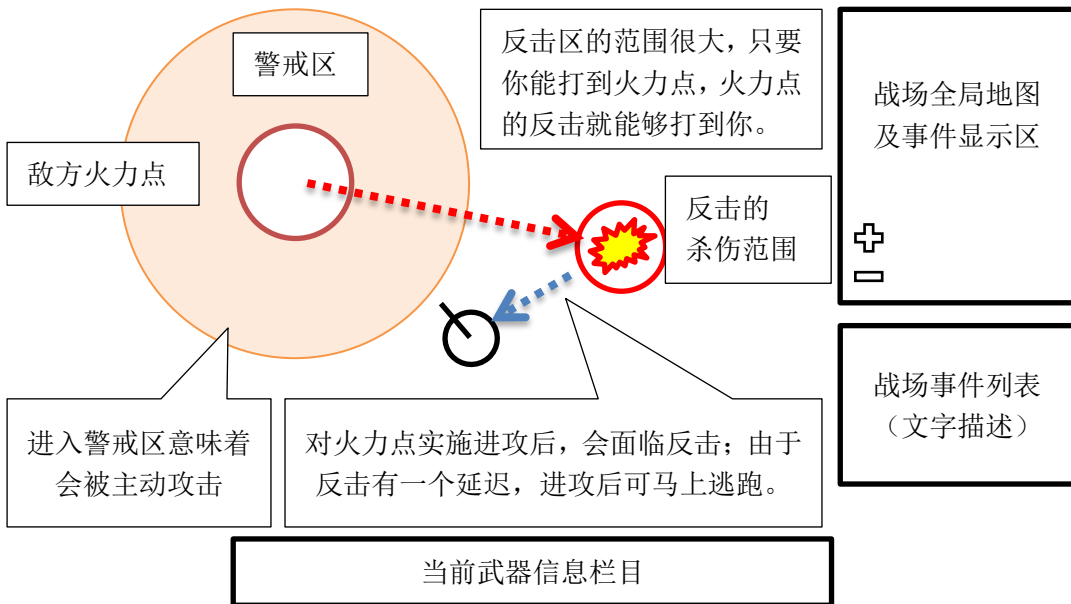 警戒区
反击区的范围很大，只要
你能打到火力点，火力点
的反击就能够打到你。
战场全局地图
及事件显示区
敌方火力点
反击的
杀伤范围
进入警戒区意味着
会被主动攻击
对火力点实施进攻后，会面临反击；由于
反击有一个延迟，进攻后可马上逃跑。
战场事件列表
（文字描述）
当前武器信息栏目